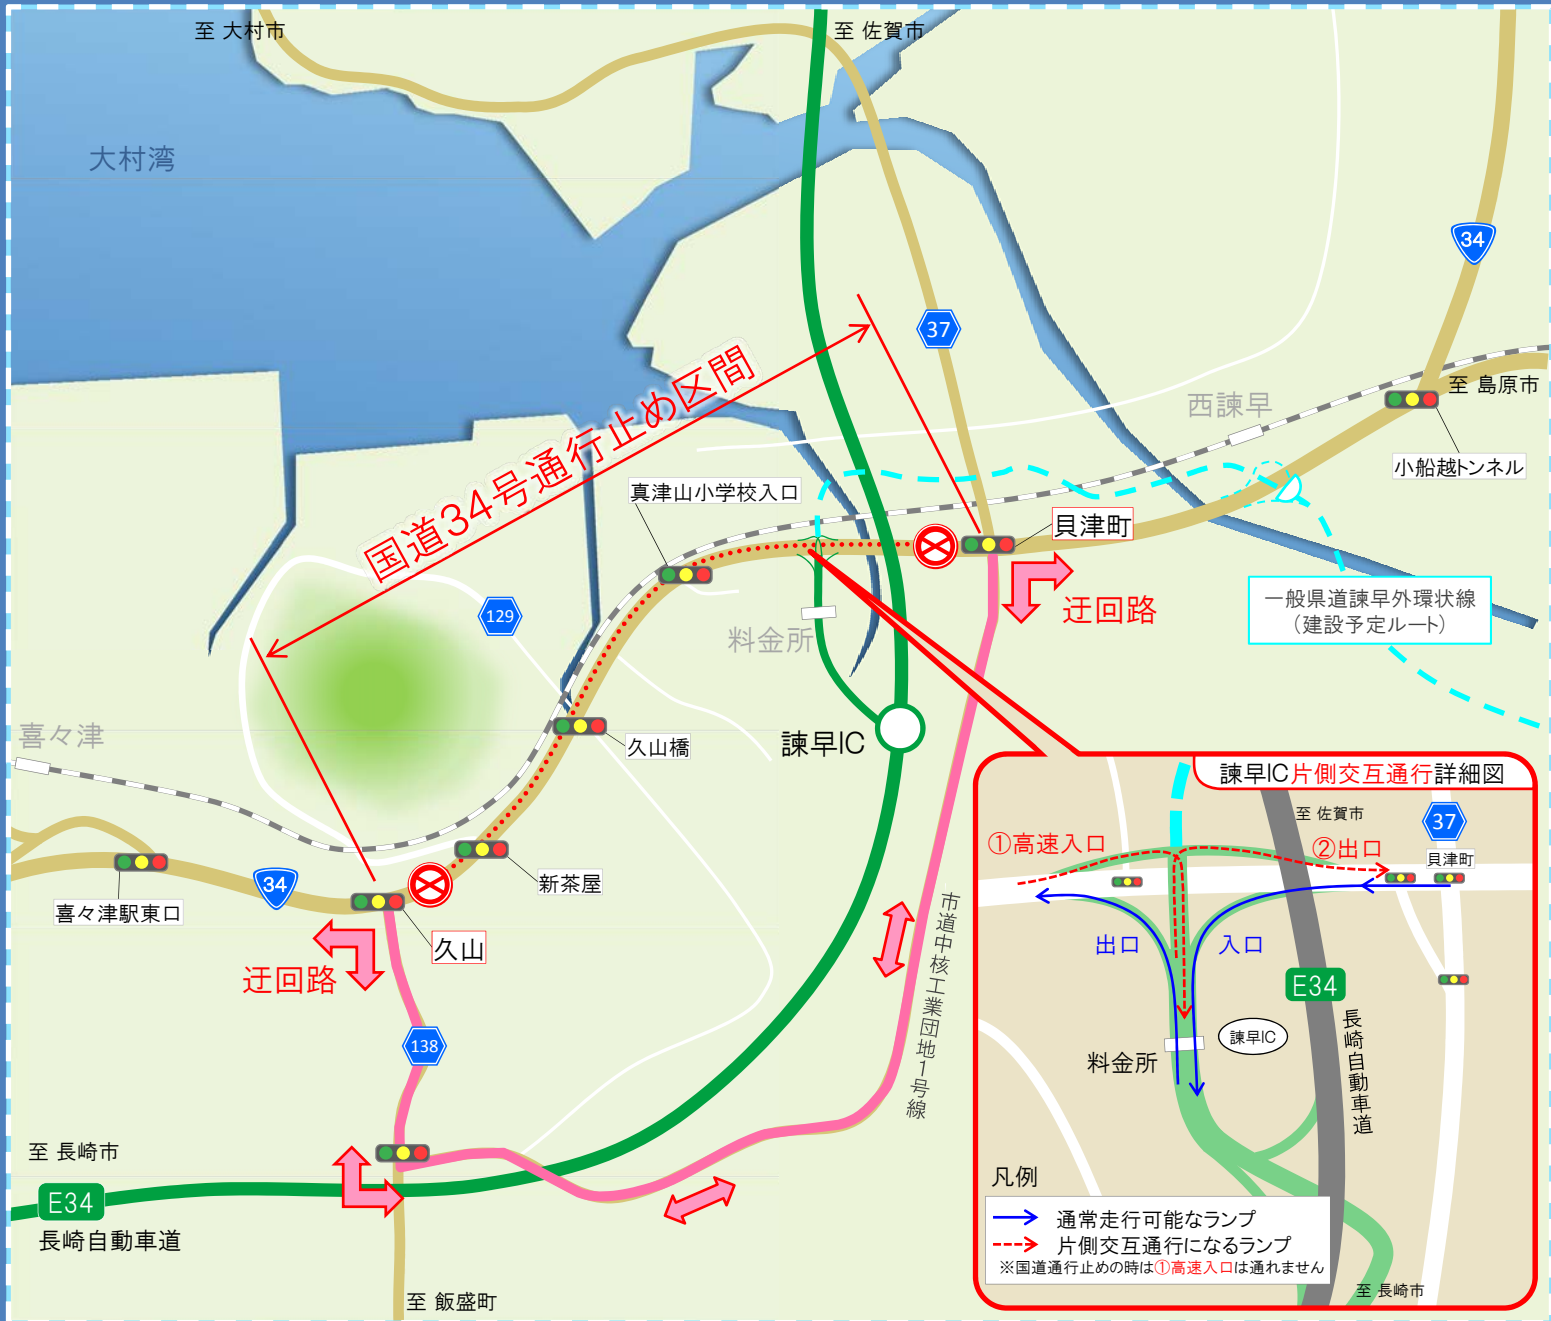 至 大村市
至 佐賀市
大村湾
34
37
国道34号通行止め区間
至 島原市
西諫早
小船越トンネル
真津山小学校入口
貝津町
迂回路
一般県道諫早外環状線
(建設予定ルート)
129
料金所
喜々津
久山橋
諫早IC
新茶屋
34
喜々津駅東口
久山
迂回路
138
市道中核工業団地1号線
至 長崎市
E34
長崎自動車道
至 飯盛町
諫早IC片側交互通行詳細図
至 佐賀市
37
①高速入口
②出口
貝津町
出口
入口
E34
諫早IC
料金所
長崎自動車道
凡例
通常走行可能なランプ
片側交互通行になるランプ
※国道通行止めの時は①高速入口は通れません
至 長崎市